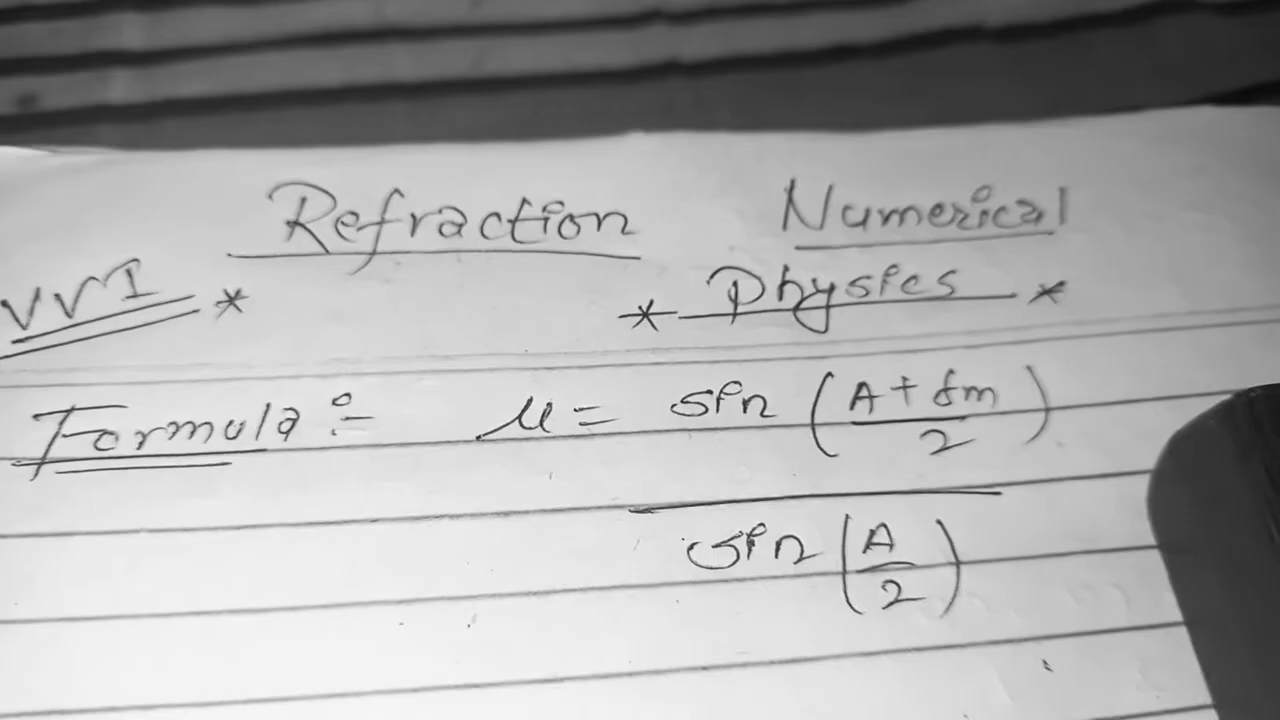 Refraction Numerical
VVI * * Physics *
Formula :- μ = sin (A + δm / 2)
sin (A / 2)